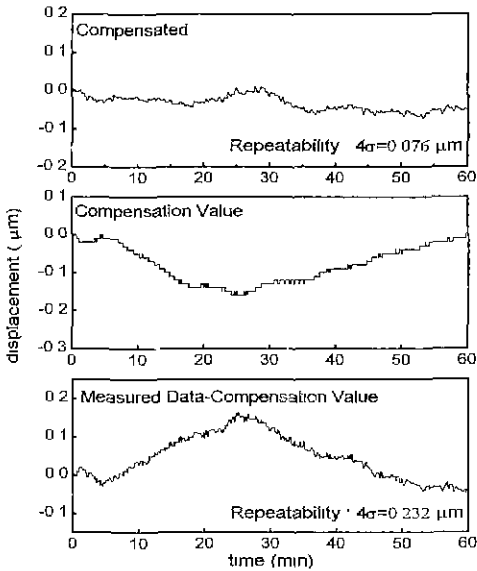 0 2
Compensated
0 1
0 0
-0 1
Repeatability 4σ=0 076 μm
-0 2
0 10 20 30 40 50 60
0 1
Compensation Value
0 0
-0 1
-0 2
-0 3
0 10 20 30 40 50 60
displacement ( μm)
0 2
Measured Data-Compensation Value
0 1
0 0
-0 1
Repeatability · 4σ=0 232 μm
0 10 20 30 40 50 60
time (min)